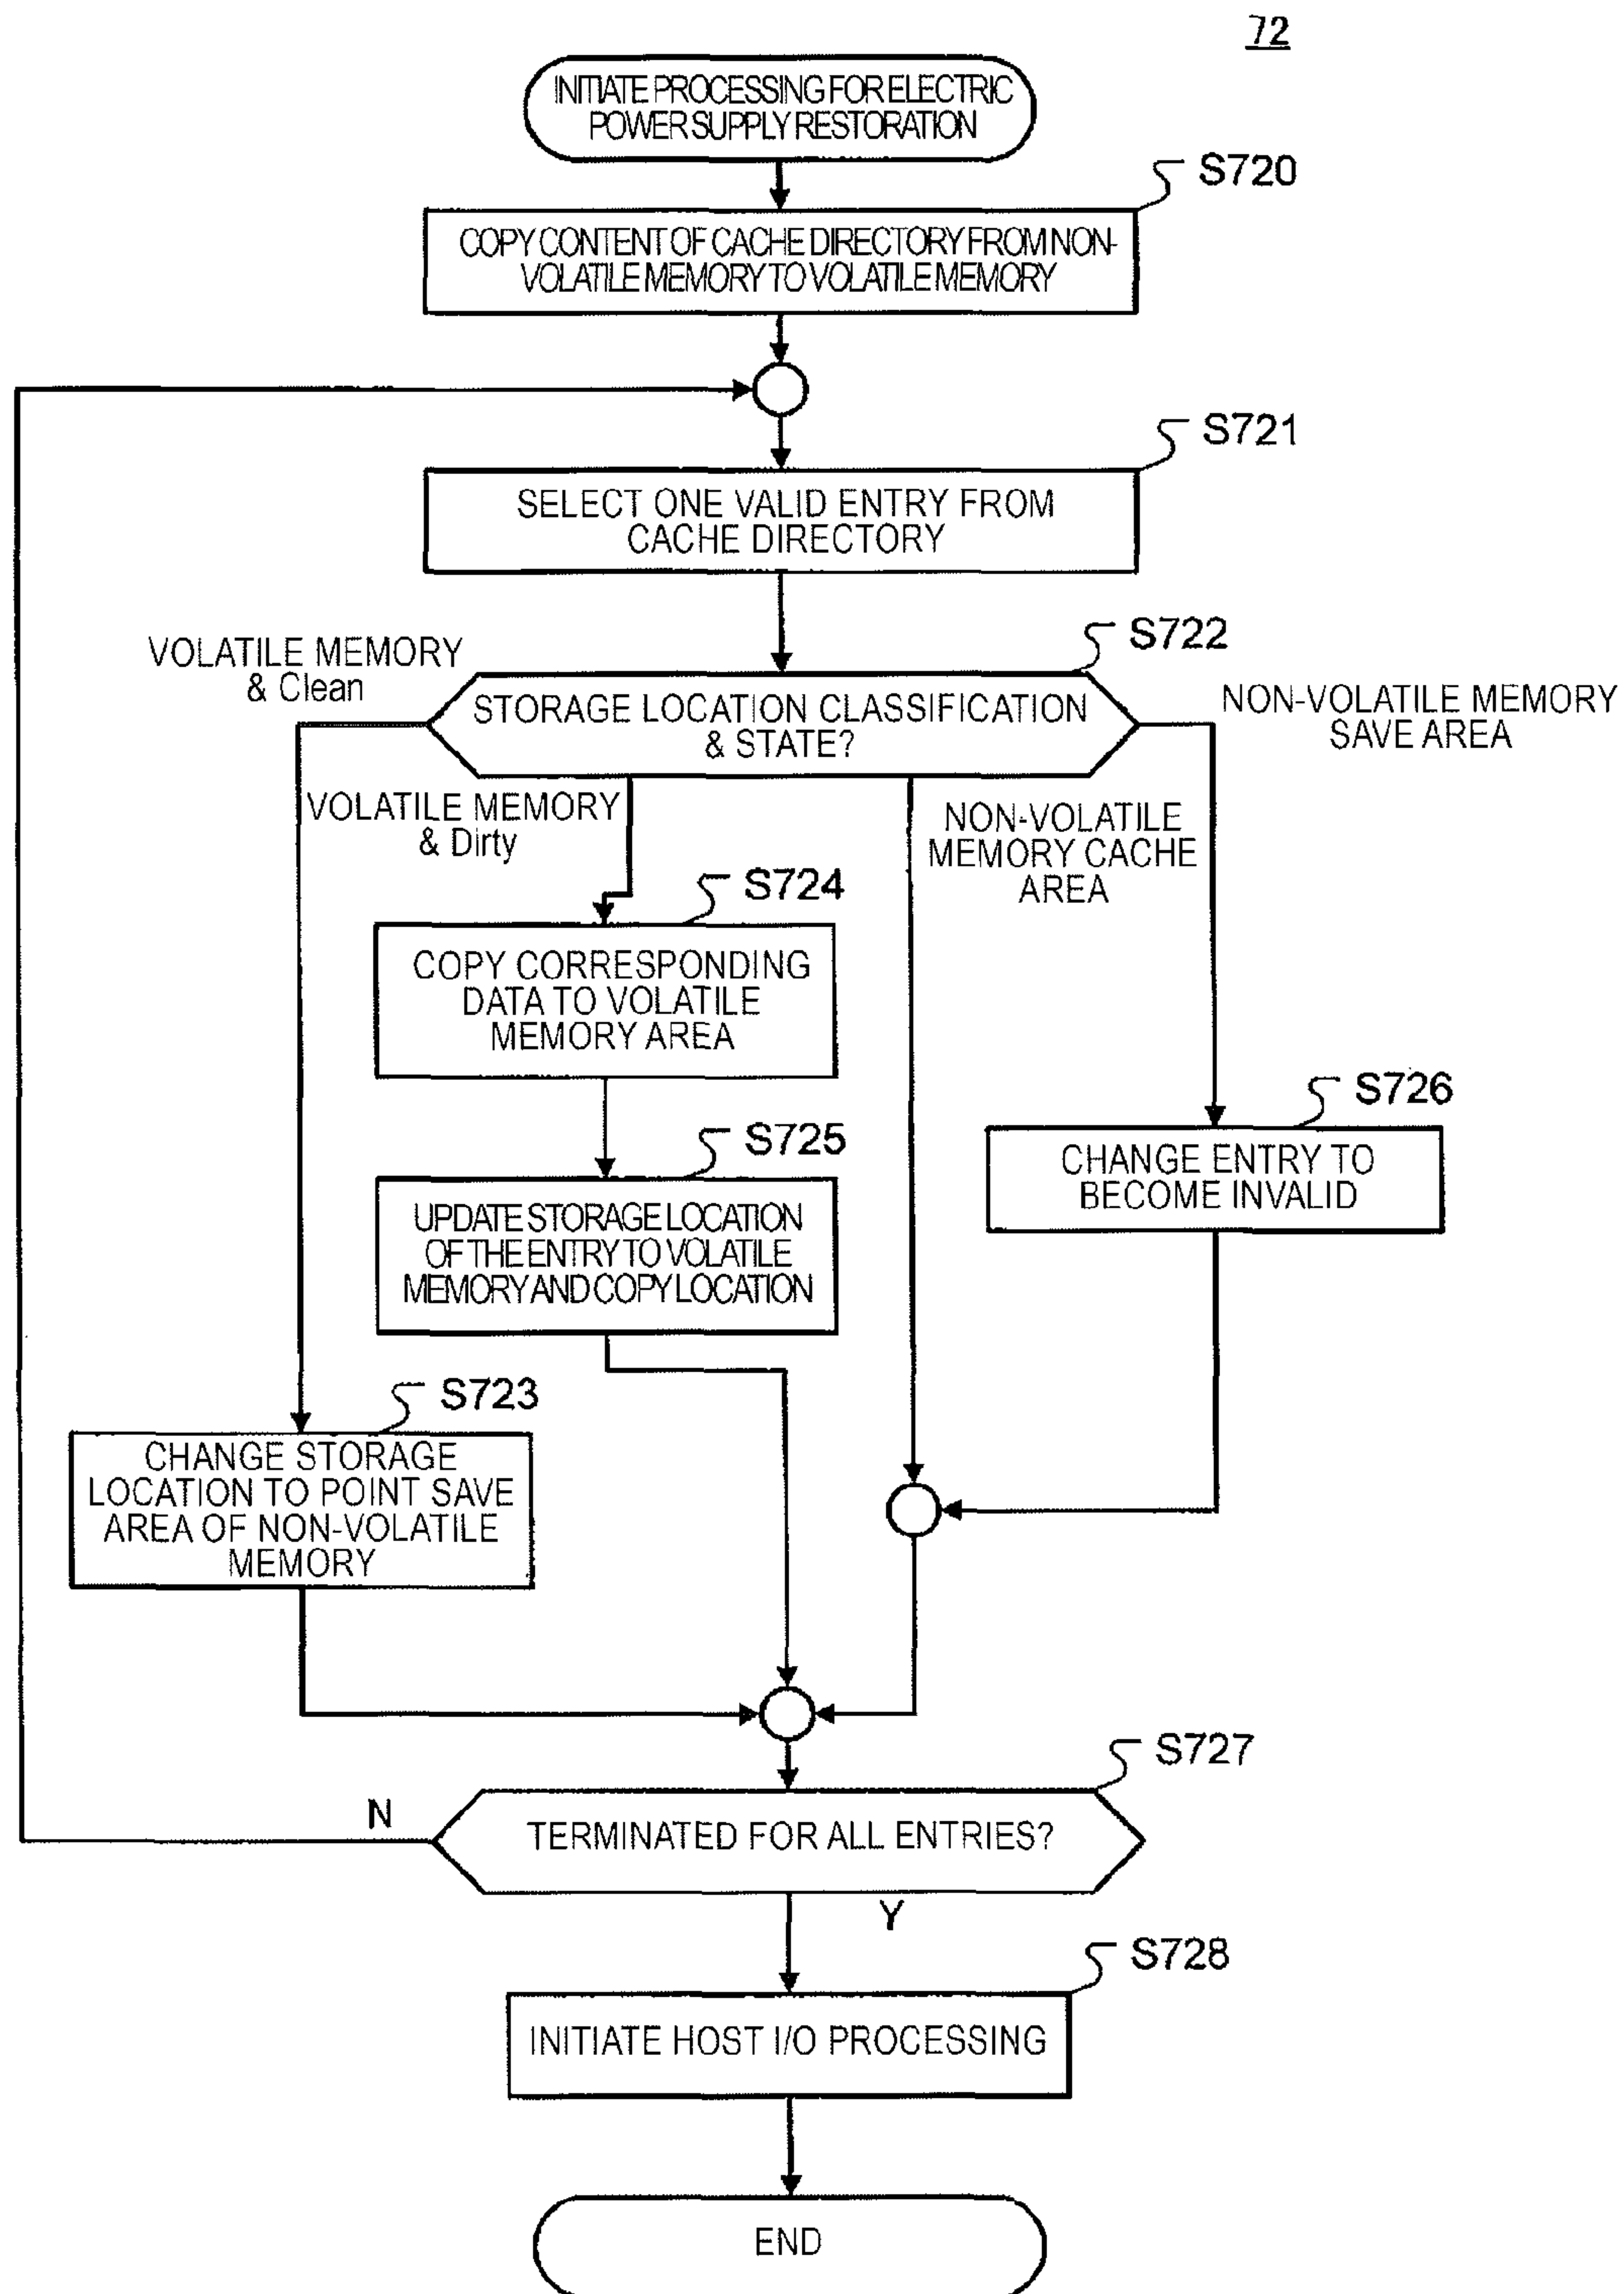 72
INITIATE PROCESSING FOR ELECTRIC
POWER SUPPLY RESTORATION
S720
COPY CONTENT OF CACHE DIRECTORY FROM NON-
VOLATILE MEMORY TO VOLATILE MEMORY
S721
SELECT ONE VALID ENTRY FROM
CACHE DIRECTORY
S722
STORAGE LOCATION CLASSIFICATION
& STATE?
VOLATILE MEMORY
& Clean
VOLATILE MEMORY
& Dirty
NON-VOLATILE
MEMORY CACHE
AREA
NON-VOLATILE MEMORY
SAVE AREA
S724
COPY CORRESPONDING
DATA TO VOLATILE
MEMORY AREA
S725
UPDATE STORAGE LOCATION
OF THE ENTRY TO VOLATILE
MEMORY AND COPY LOCATION
S726
CHANGE ENTRY TO
BECOME INVALID
S723
CHANGE STORAGE
LOCATION TO POINT SAVE
AREA OF NON-VOLATILE
MEMORY
S727
TERMINATED FOR ALL ENTRIES?
N
Y
S728
INITIATE HOST I/O PROCESSING
END